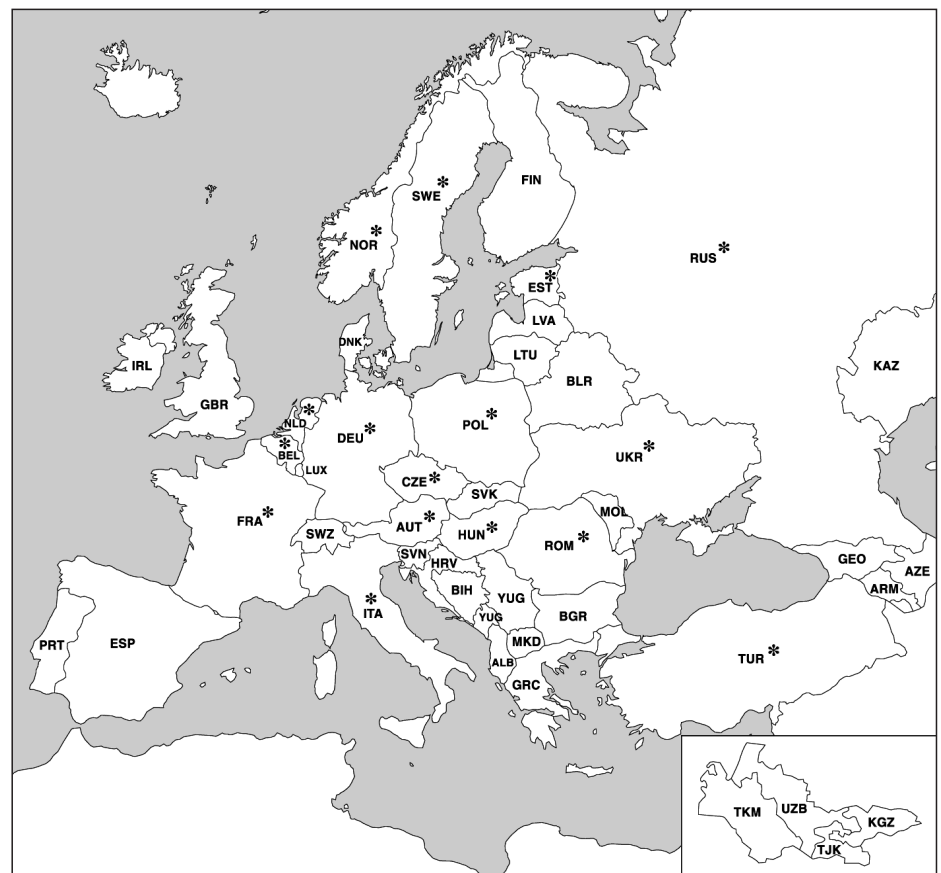 FIN
SWE*
NOR*
RUS*
EST*
LVA
DNK
LTU
IRL
KAZ
BLR
GBR
NLD*
POL*
DEU*
BEL*
UKR*
LUX
CZE*
SVK
MOL
FRA*
AUT*
SWZ
HUN*
ROM*
SVN
HRV
GEO
AZE
BIH
ARM
YUG
ITA*
YUG
BGR
PRT
ESP
MKD
ALB
TUR*
GRC
TKM
UZB
KGZ
TJK